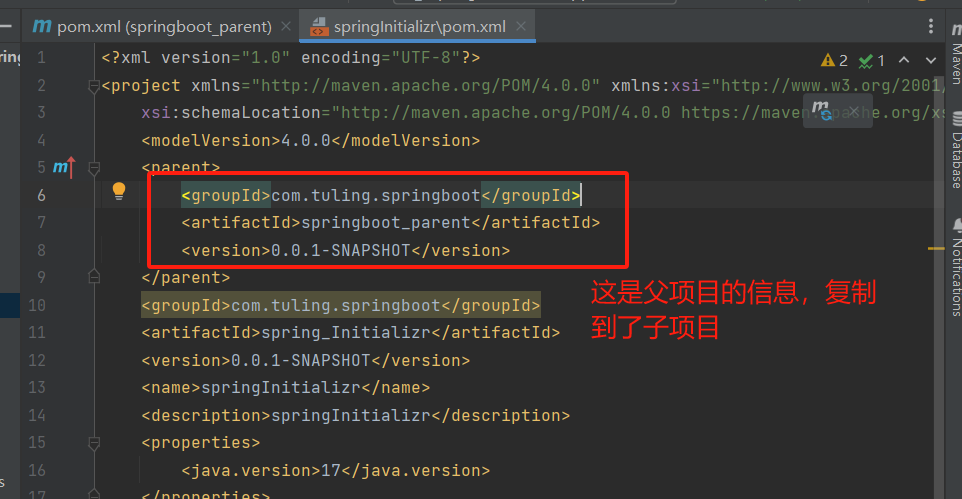 pom.xml (springboot_parent)
springInitializr\pom.xml
1 <?xml version="1.0" encoding="UTF-8"?>
2 1
2 <project xmlns="http://maven.apache.org/POM/4.0.0" xmlns:xsi="http://www.w3.org/2001/
3 xsi:schemaLocation="http://maven.apache.org/POM/4.0.0 https://maven.apache.org/xs
4 <modelVersion>4.0.0</modelVersion>
5 <parent>
6 <groupId>com.tuling.springboot</groupId>
7 <artifactId>springboot_parent</artifactId>
8 <version>0.0.1-SNAPSHOT</version>
9 </parent>
10 <groupId>com.tuling.springboot</groupId>
11 <artifactId>spring_Initializr</artifactId>
12 <version>0.0.1-SNAPSHOT</version>
13 <name>springInitializr</name>
14 <description>springInitializr</description>
15 <properties>
16 <java.version>17</java.version>
17 </properties>
这是父项目的信息，复制
到了子项目
Maven
Database
Notifications